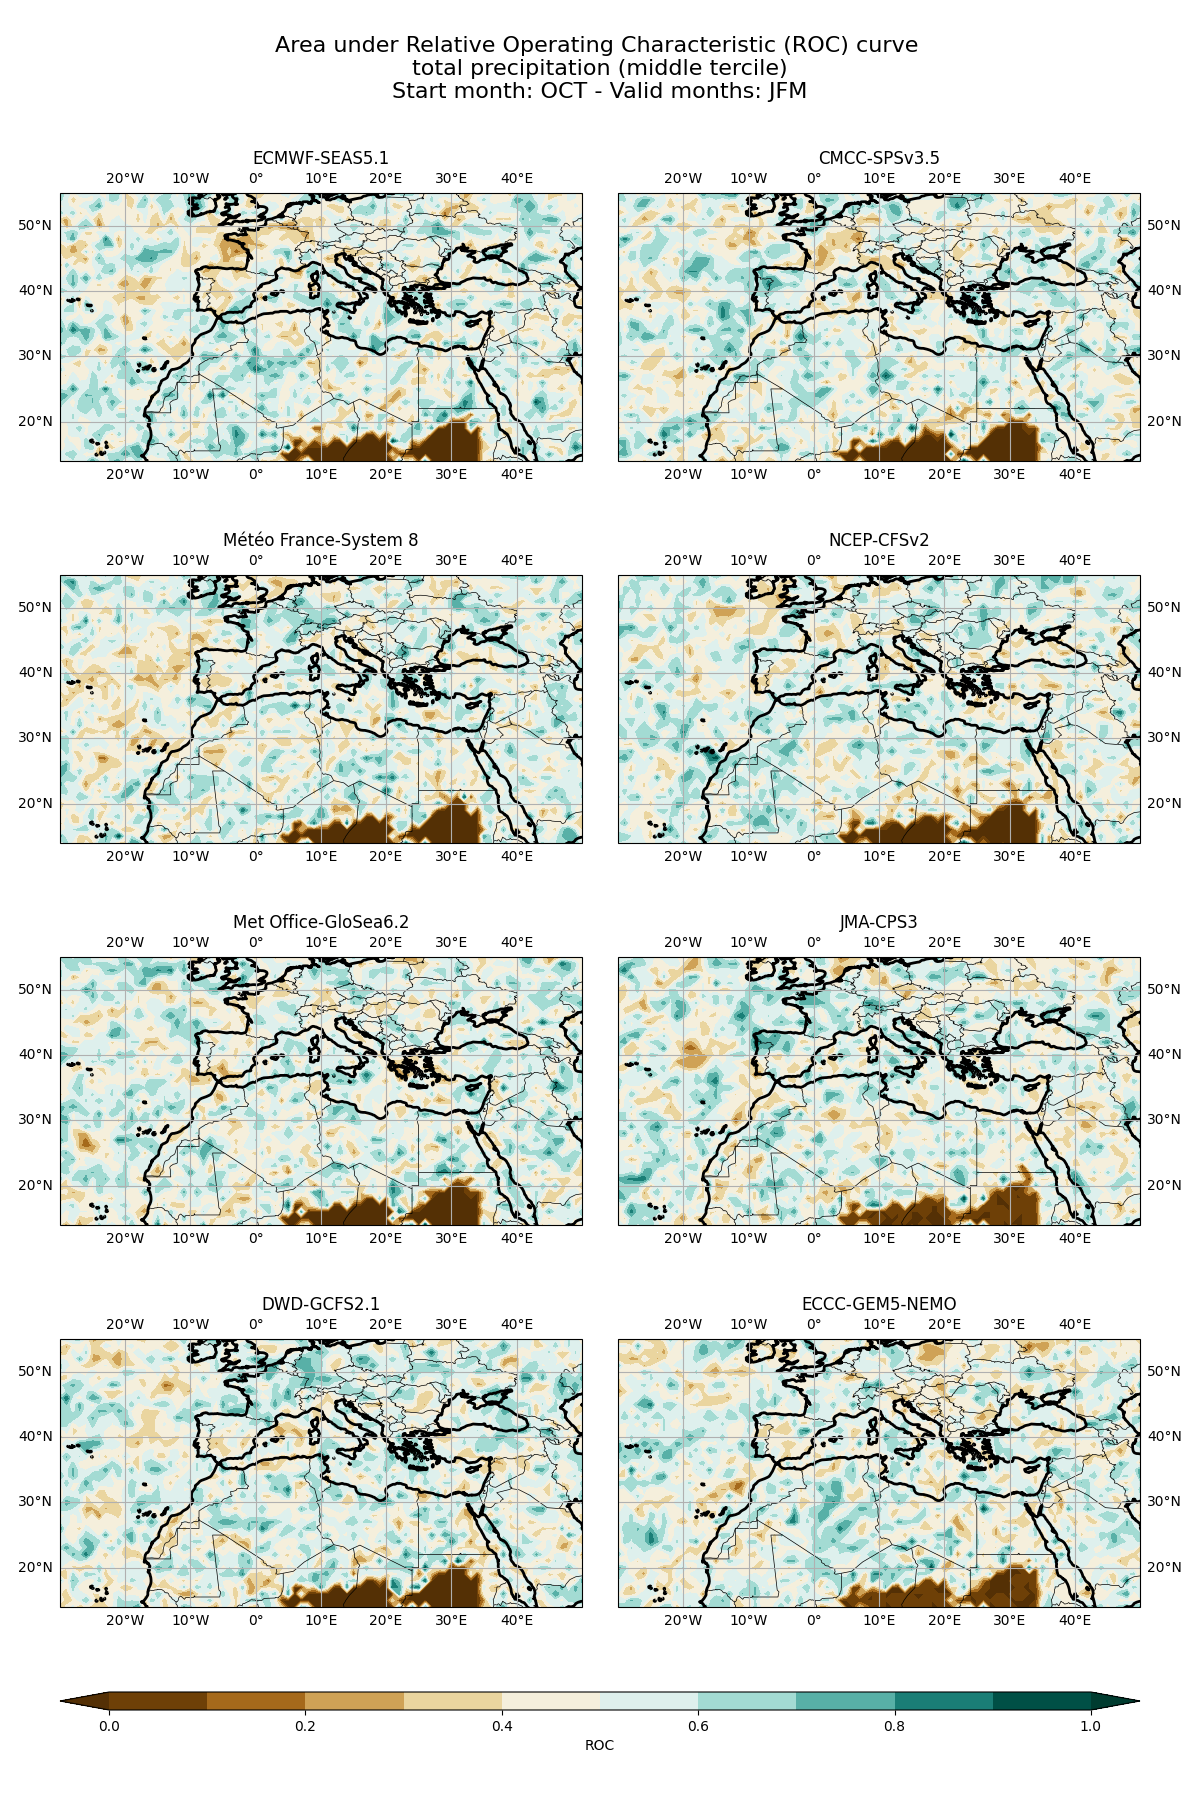 Area under Relative Operating Characteristic (ROC) curve
total precipitation (middle tercile)
Start month: OCT - Valid months: JFM
ECMWF-SEAS5.1
20°W 10°W 0° 10°E 20°E 30°E 40°E
50°N
40°N
30°N
20°N
20°W 10°W 0° 10°E 20°E 30°E 40°E
CMCC-SPSv3.5
20°W 10°W 0° 10°E 20°E 30°E 40°E
50°N
40°N
30°N
20°N
20°W 10°W 0° 10°E 20°E 30°E 40°E
Météo France-System 8
20°W 10°W 0° 10°E 20°E 30°E 40°E
50°N
40°N
30°N
20°N
20°W 10°W 0° 10°E 20°E 30°E 40°E
NCEP-CFSv2
20°W 10°W 0° 10°E 20°E 30°E 40°E
50°N
40°N
30°N
20°N
20°W 10°W 0° 10°E 20°E 30°E 40°E
Met Office-GloSea6.2
20°W 10°W 0° 10°E 20°E 30°E 40°E
50°N
40°N
30°N
20°N
20°W 10°W 0° 10°E 20°E 30°E 40°E
JMA-CPS3
20°W 10°W 0° 10°E 20°E 30°E 40°E
50°N
40°N
30°N
20°N
20°W 10°W 0° 10°E 20°E 30°E 40°E
DWD-GCFS2.1
20°W 10°W 0° 10°E 20°E 30°E 40°E
50°N
40°N
30°N
20°N
20°W 10°W 0° 10°E 20°E 30°E 40°E
ECCC-GEM5-NEMO
20°W 10°W 0° 10°E 20°E 30°E 40°E
50°N
40°N
30°N
20°N
20°W 10°W 0° 10°E 20°E 30°E 40°E
0.0 0.2 0.4 0.6 0.8 1.0
ROC